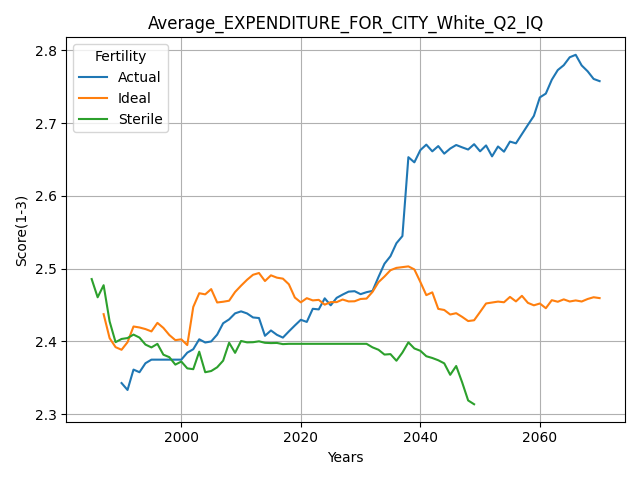 Average_EXPENDITURE_FOR_CITY_White_Q2_IQ
Fertility
Actual
Ideal
Sterile
Score(1-3)
2.8
2.7
2.6
2.5
2.4
2.3
2000
2020
2040
2060
Years